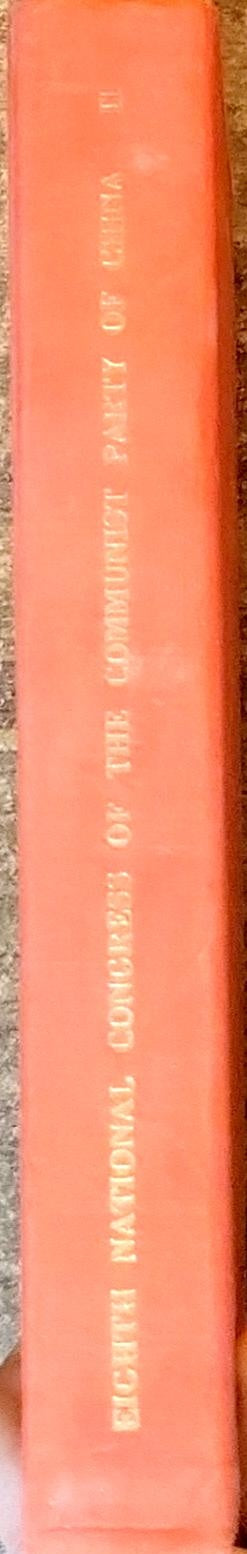 EIGHTH NATIONAL CONGRESS OF THE COMMUNIST PARTY OF CHINA II